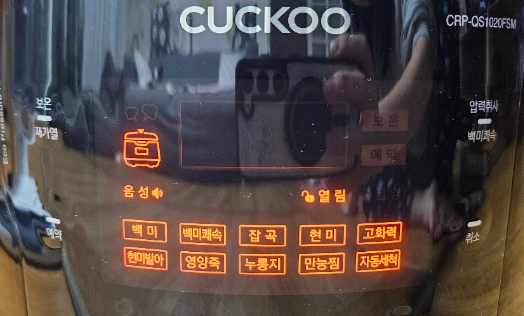 CUCKOO
CRP-QS1020FSM
보온
재가열
압력취사
백미쾌속
보온
예약
음성
열림
백미
백미쾌속
잡곡
현미
고화력
현미발아
영양죽
누룽지
만능찜
자동세척
예약
취소